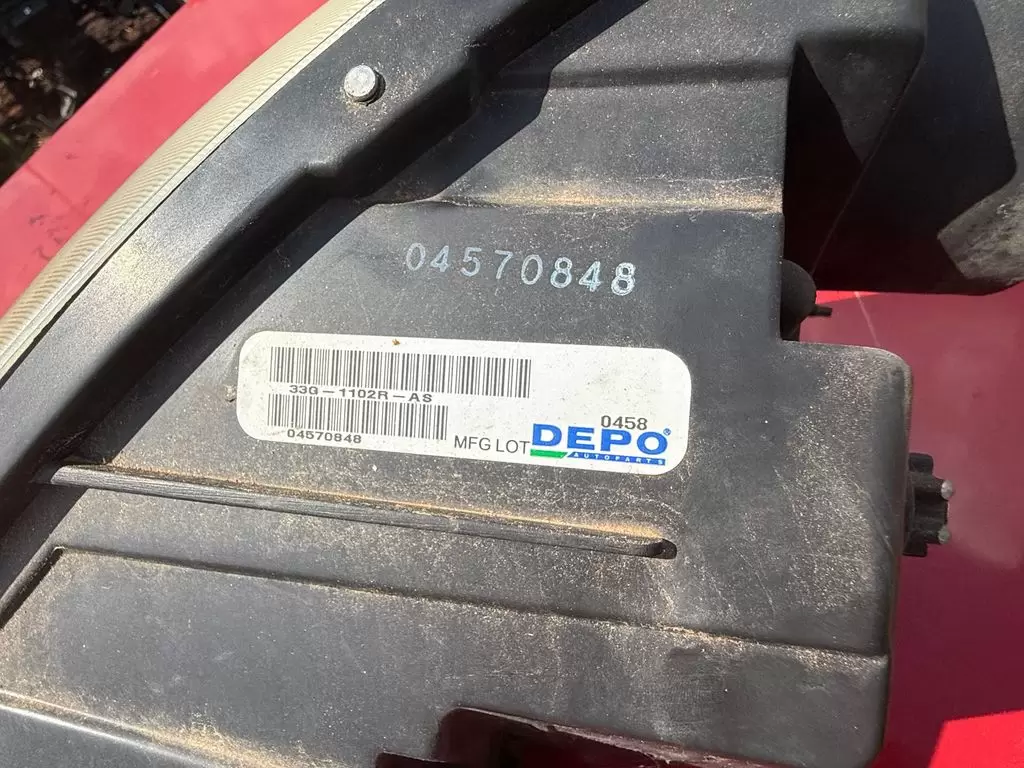 04570848
33G-1102R-AS
04570848
MFG LOT
0458
DEPO®
AUTOPARTS